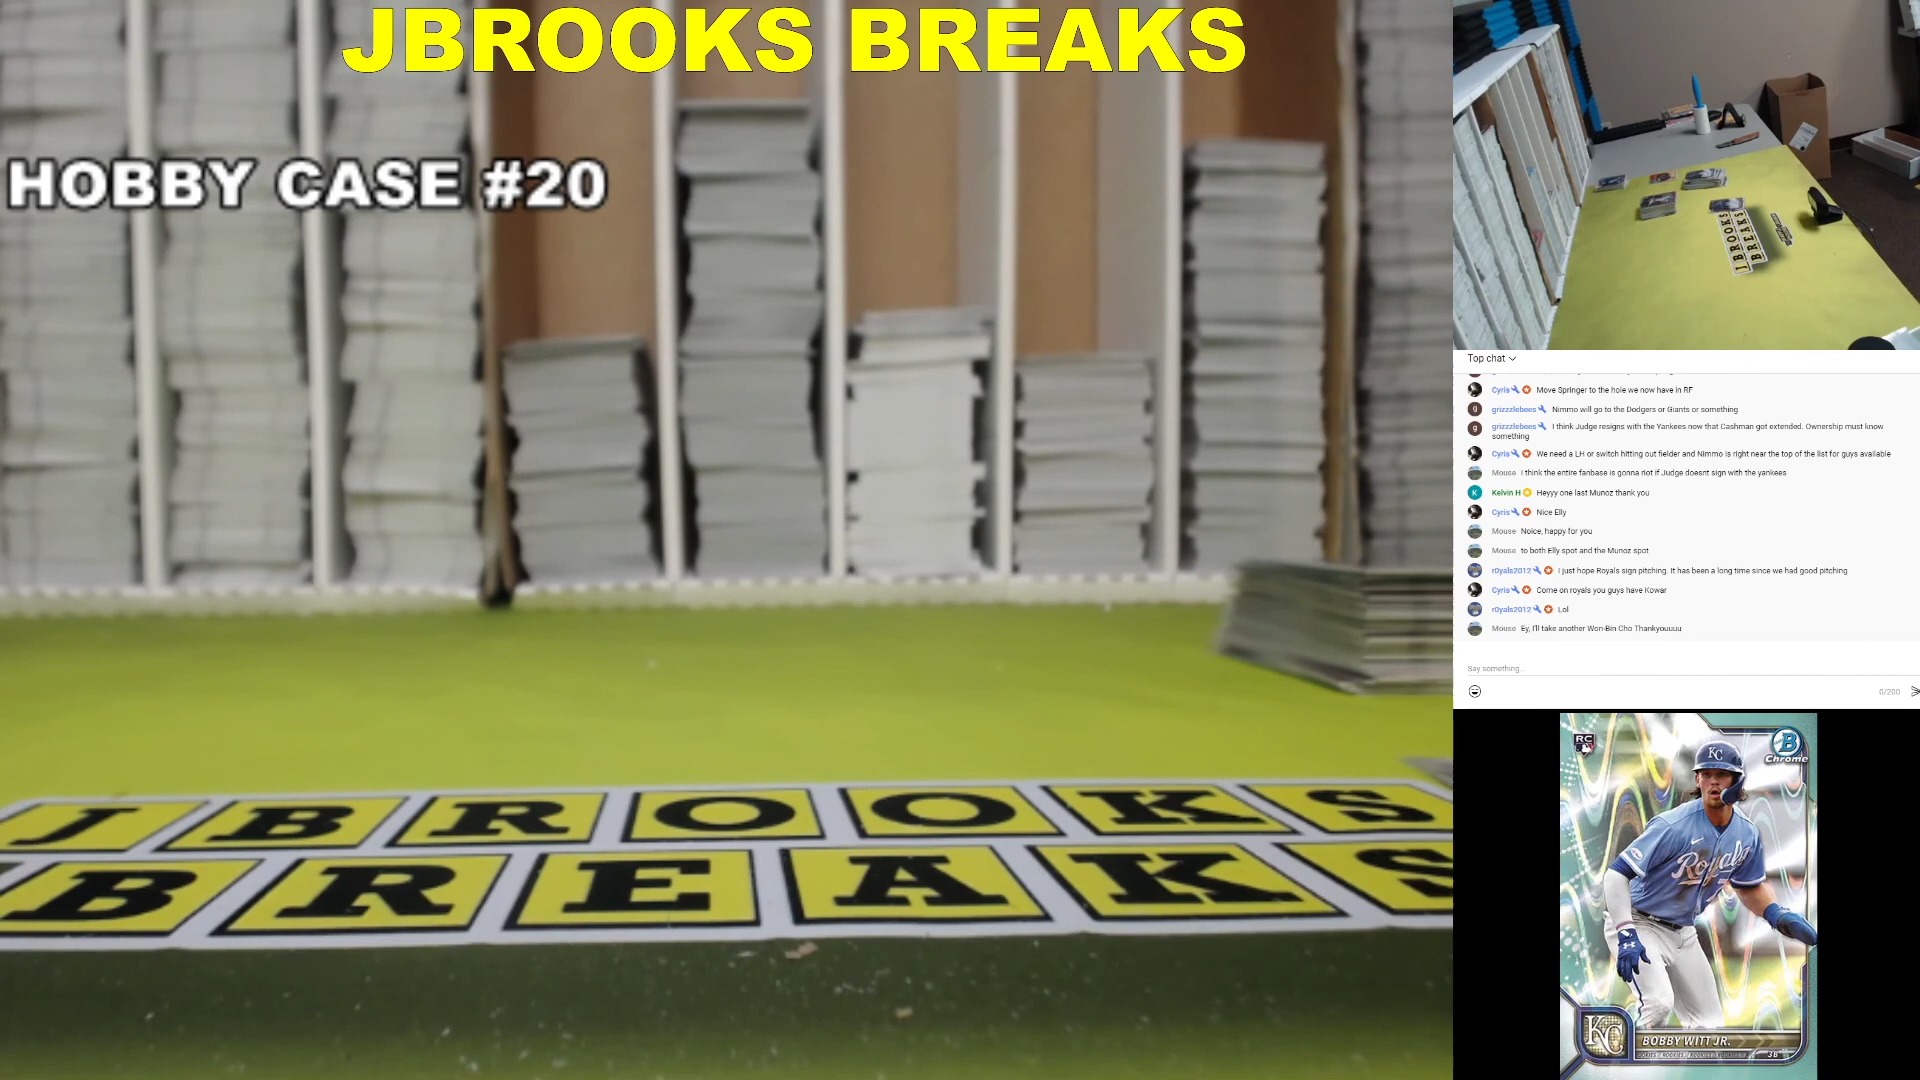 JBROOKS BREAKS
HOBBY CASE #20
JBROOKS
BREAKS
JBROOKS
BREAKS
Top chat
Cyris Move Springer to the hole we now have in RF
grizzzlebees Nimmo will go to the Dodgers or Giants or something
grizzzlebees I think Judge resigns with the Yankees now that Cashman got extended. Ownership must know
something
Cyris We need a LH or switch hitting out fielder and Nimmo is right near the top of the list for guys available
Mouse I think the entire fanbase is gonna riot if Judge doesnt sign with the yankees
K Kelvin H Heyyy one last Munoz thank you
Cyris Nice Elly
Mouse Noice, happy for you
Mouse to both Elly spot and the Munoz spot
r0yals2012 I just hope Royals sign pitching. It has been a long time since we had good pitching
Cyris Come on royals you guys have Kowar
r0yals2012 Lol
Mouse Ey, I'll take another Won-Bin Cho Thankyouuuu
Say something...
0/200
RC
B
Chrome
KC
Royals
KC
BOBBY WITT JR.